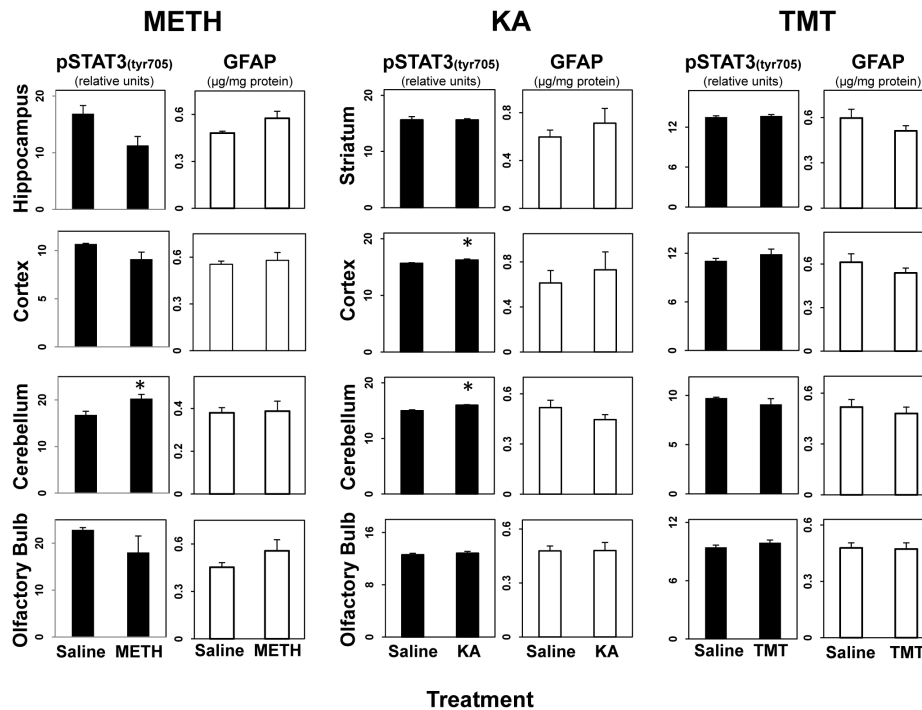 METH KA TMT
pSTAT3(tyr705) GFAP pSTAT3(tyr705) GFAP pSTAT3(tyr705) GFAP
(relative units) (µg/mg protein) (relative units) (µg/mg protein) (relative units) (µg/mg protein)
Hippocampus
0 10 20
0 0.3 0.6
Striatum
0 10 20
0 0.4 0.8
0 6 12
0 0.3 0.6
Cortex
0 5 10
0 0.3 0.6
Cortex
0 10 20
*
0 0.4 0.8
0 6 12
0 0.3 0.6
Cerebellum
0 10 20
*
0 0.2 0.4
Cerebellum
0 10 20
*
0 0.3 0.6
0 5 10
0 0.3 0.6
Olfactory Bulb
0 10 20
0 0.3 0.6
Olfactory Bulb
0 8 16
0 0.3 0.6
0 6 12
0 0.3 0.6
Saline METH Saline METH Saline KA Saline KA Saline TMT Saline TMT
Treatment